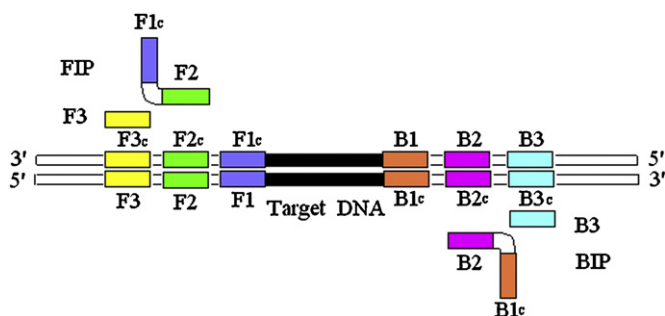 F1c
FIP F2
F3
F3c F2c F1c B1 B2 B3
3' 5'
5' 3'
F3 F2 F1 Target DNA B1c B2c B3c
B3
B2 BIP
B1c